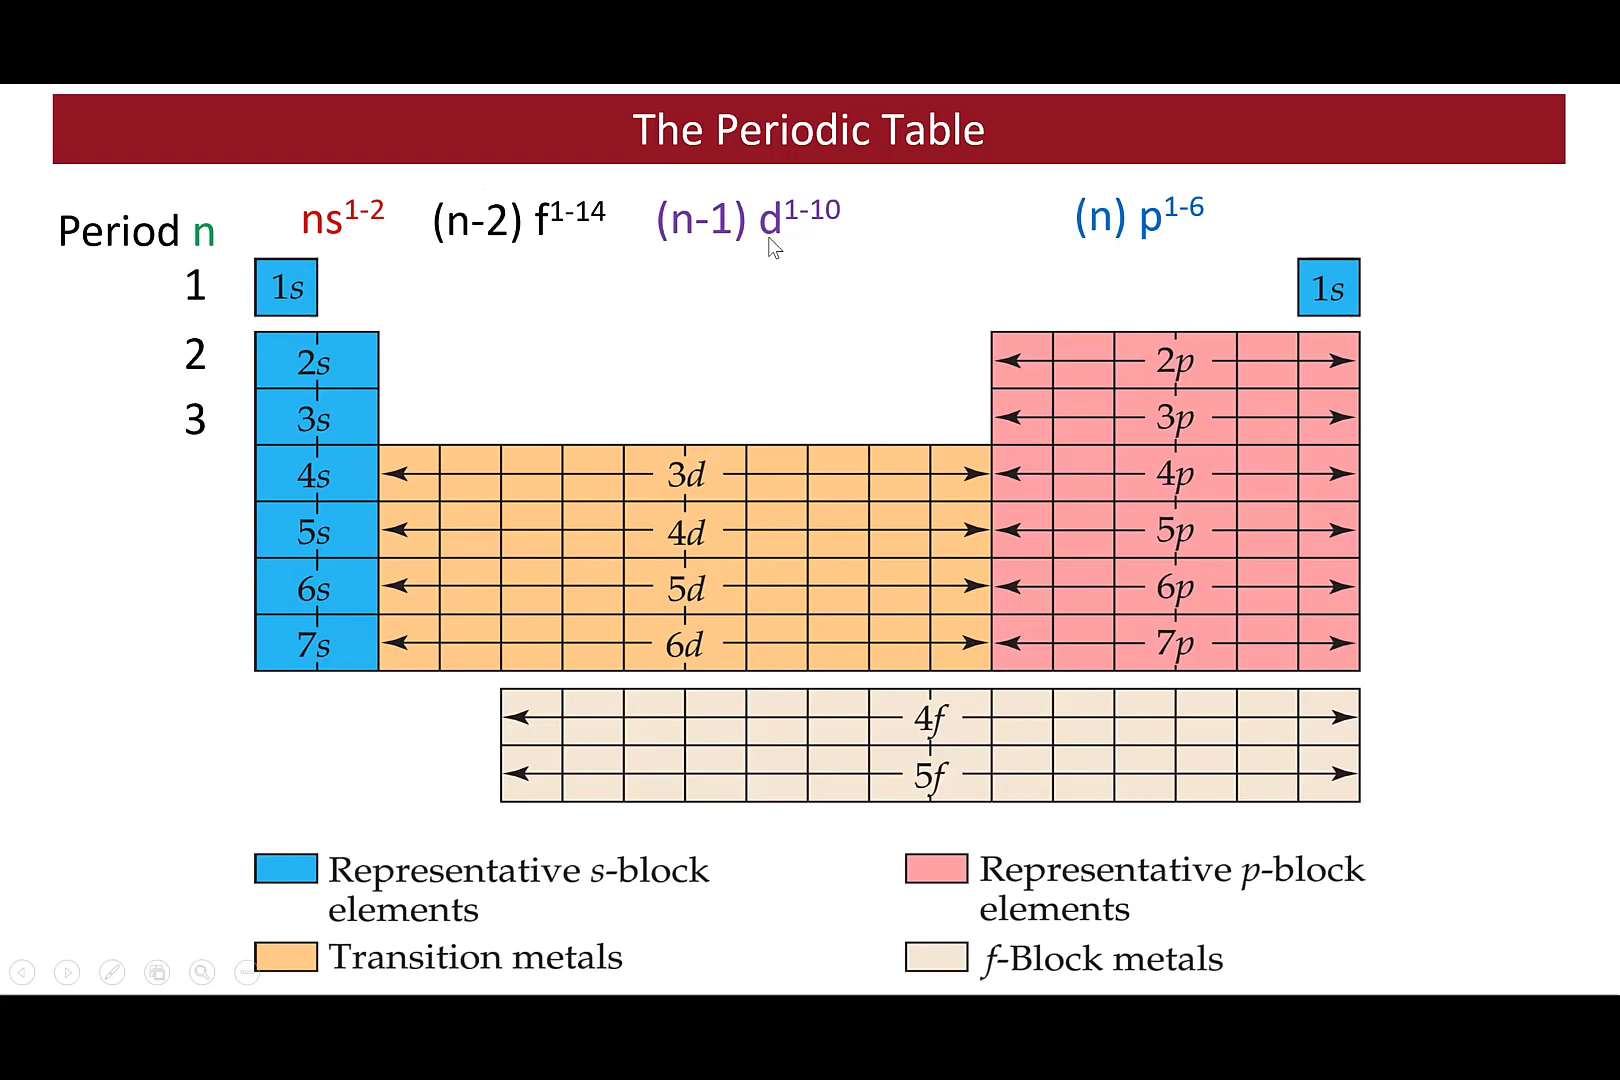 The Periodic Table
Period n
ns¹⁻² (n-2) f¹⁻¹⁴ (n-1) d¹⁻¹⁰ (n) p¹⁻⁶
1 1s 1s
2 2s 2p
3 3s 3p
4s 3d 4p
5s 4d 5p
6s 5d 6p
7s 6d 7p
4f
5f
Representative s-block
elements
Representative p-block
elements
Transition metals
f-Block metals